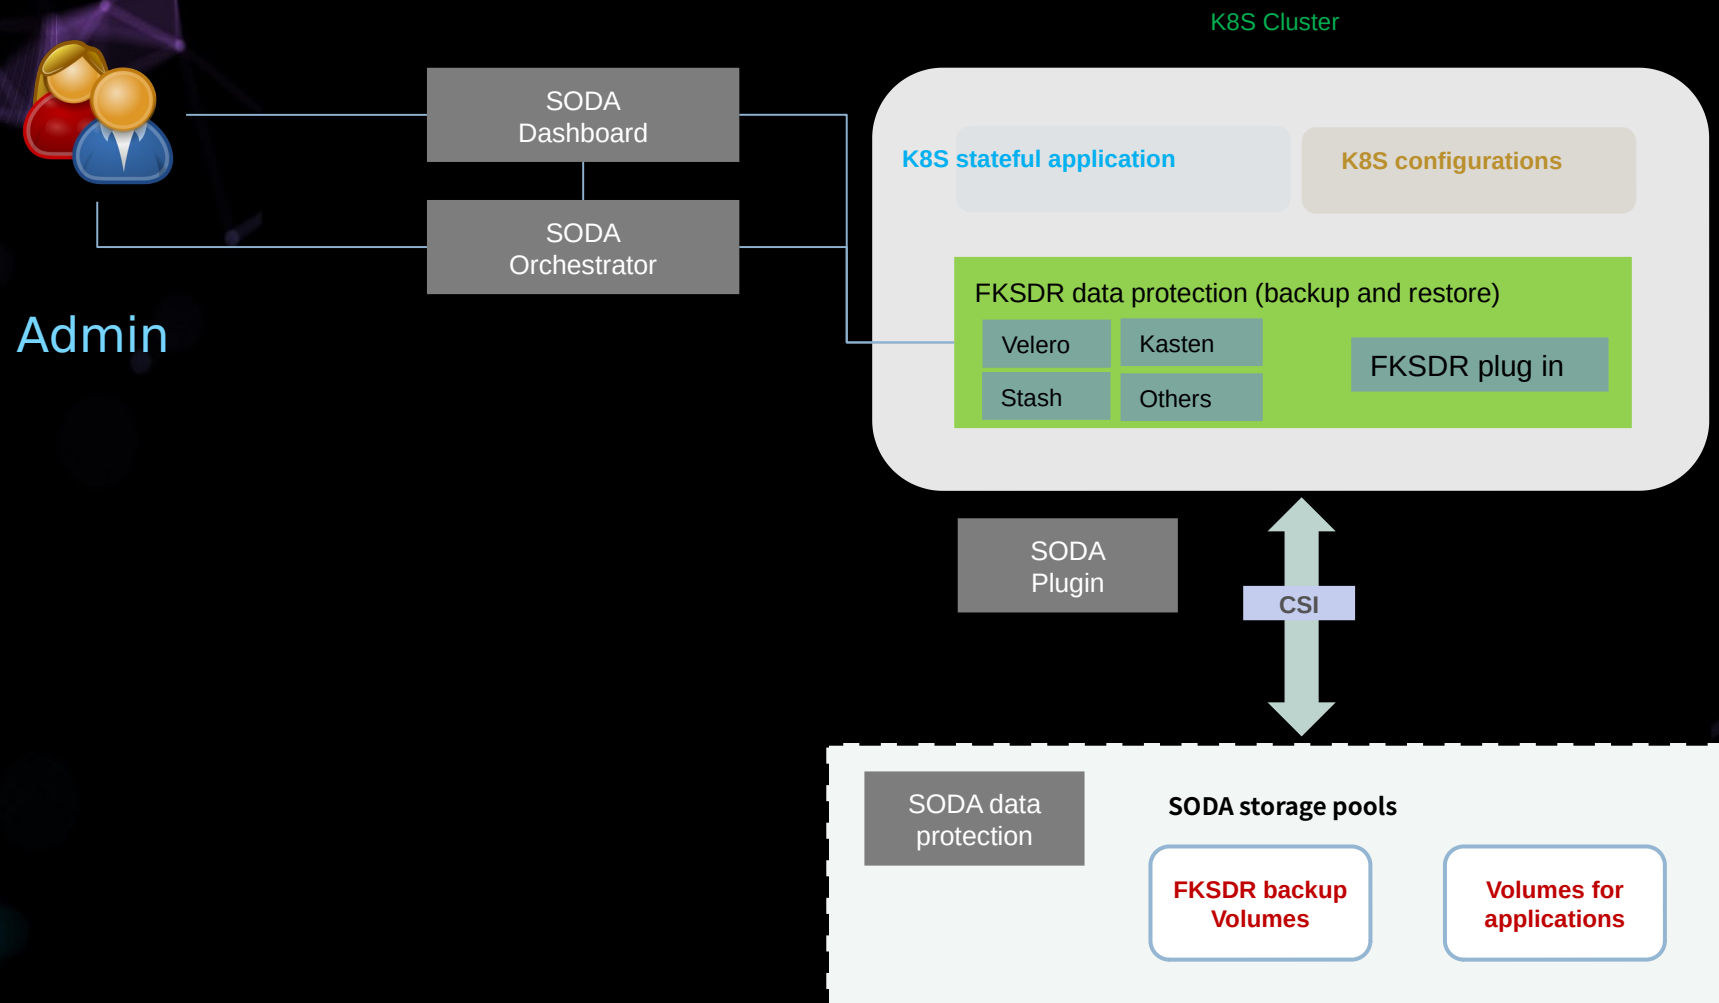 K8S Cluster
SODA
Dashboard
K8S stateful application
K8S configurations
SODA
Orchestrator
FKSDR data protection (backup and restore)
Velero
Kasten
FKSDR plug in
Stash
Others
Admin
SODA
Plugin
CSI
SODA data
protection
SODA storage pools
FKSDR backup
Volumes
Volumes for
applications